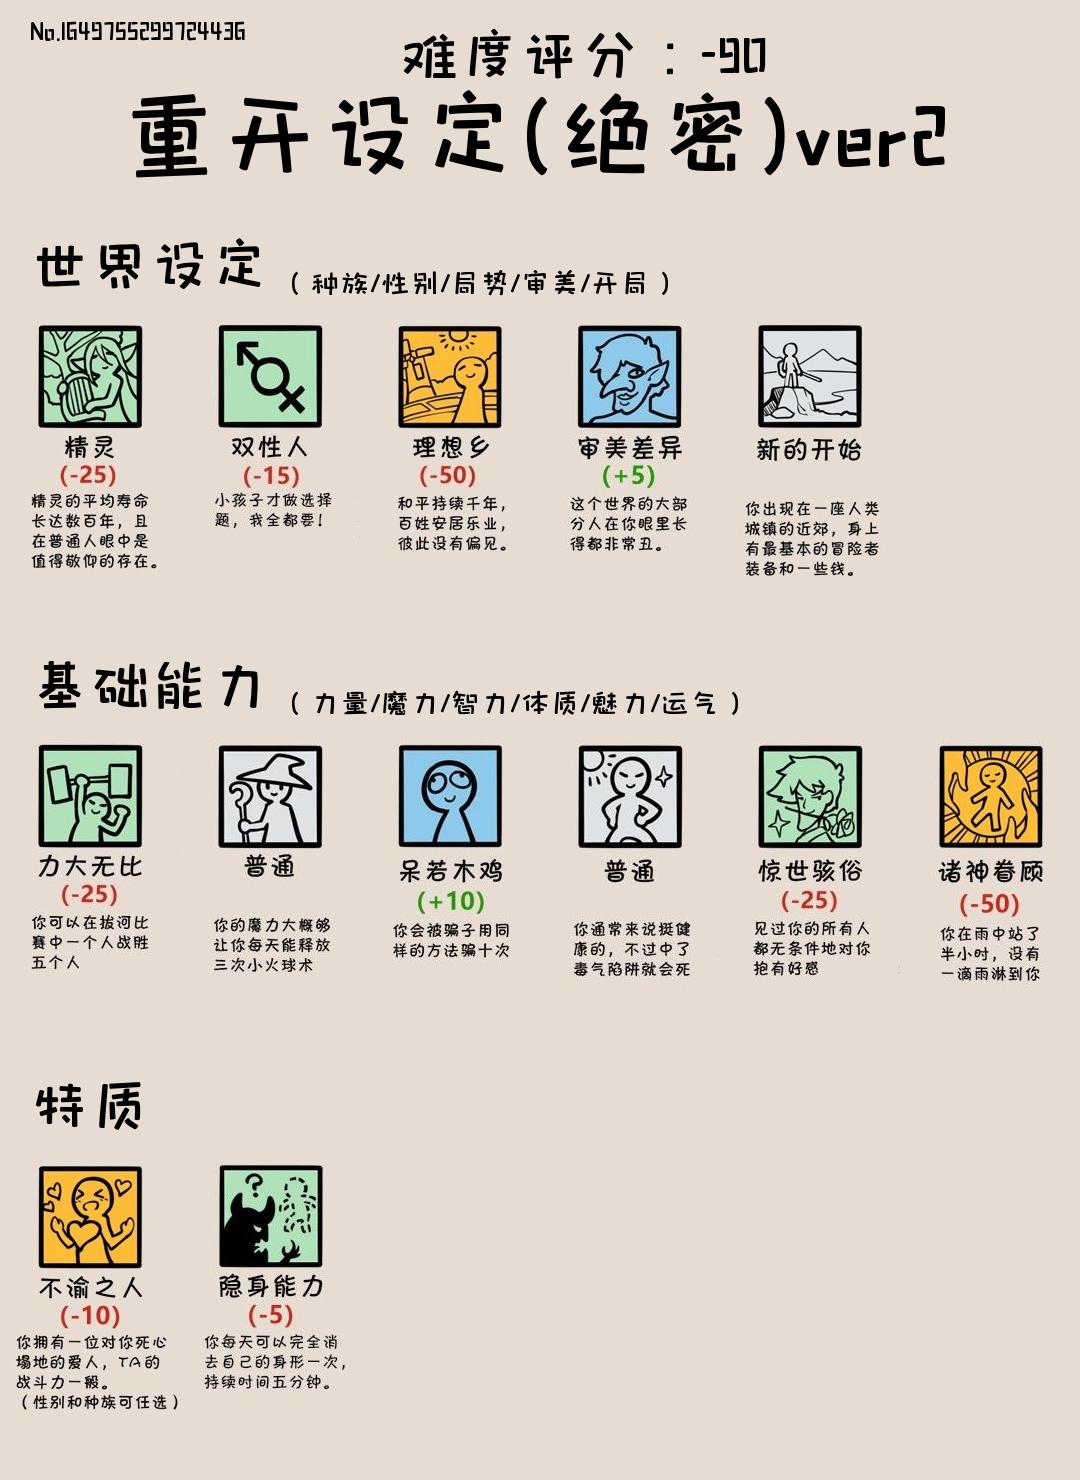 No.1649755299724436
难度评分：-90
重开设定(绝密)ver2
世界设定（种族/性别/局势/审美/开局）
精灵
(-25)
精灵的平均寿命
长达数百年，且
在普通人眼中是
值得敬仰的存在。
双性人
(-15)
小孩子才做选择
题，我全都要！
理想乡
(-50)
和平持续千年，
百姓安居乐业，
彼此没有偏见。
审美差异
(+5)
这个世界的大部
分人在你眼里长
得都非常丑。
新的开始
你出现在一座人类
城镇的近郊，身上
有最基本的冒险者
装备和一些钱。
基础能力（力量/魔力/智力/体质/魅力/运气）
力大无比
(-25)
你可以在拔河比
赛中一个人战胜
五个人
普通
你的魔力大概够
让你每天能释放
三次小火球术
呆若木鸡
(+10)
你会被骗子用同
样的方法骗十次
普通
你通常来说挺健
康的，不过中了
毒气陷阱就会死
惊世骇俗
(-25)
见过你的所有人
都无条件地对你
抱有好感
诸神眷顾
(-50)
你在雨中站了
半小时，没有
一滴雨淋到你
特质
不渝之人
(-10)
你拥有一位对你死心
塌地的爱人，TA的
战斗力一般。
（性别和种族可任选）
隐身能力
(-5)
你每天可以完全消
去自己的身形一次，
持续时间五分钟。